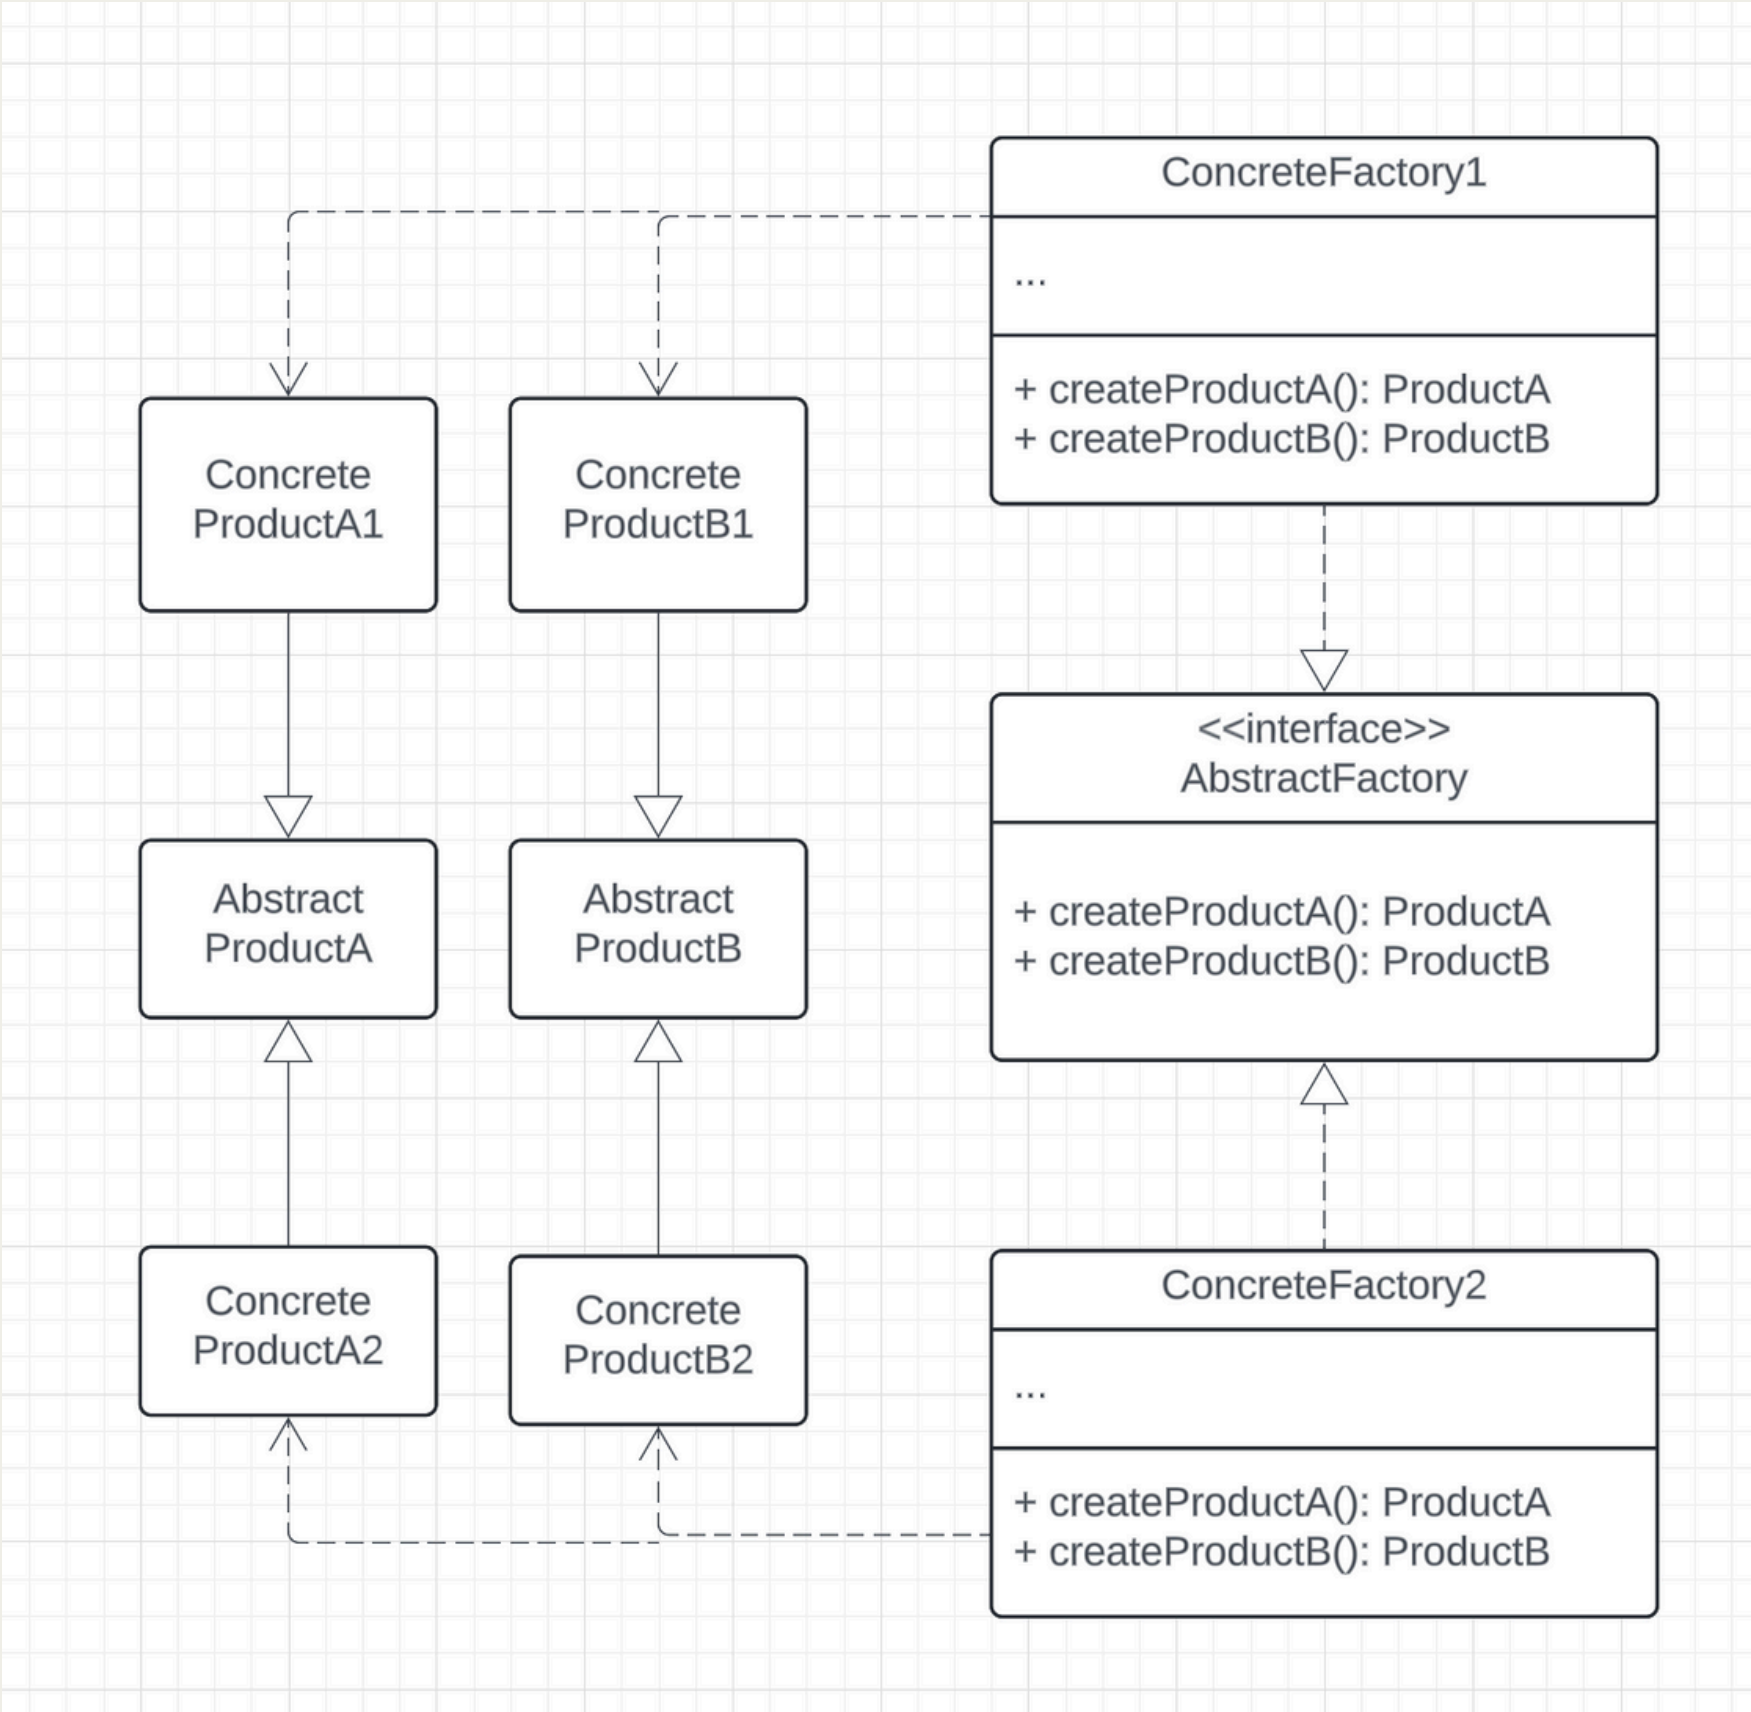 ConcreteFactory1
...
+ createProductA(): ProductA
+ createProductB(): ProductB
Concrete
ProductA1
Concrete
ProductB1
<<interface>>
AbstractFactory
+ createProductA(): ProductA
+ createProductB(): ProductB
Abstract
ProductA
Abstract
ProductB
Concrete
ProductA2
Concrete
ProductB2
ConcreteFactory2
...
+ createProductA(): ProductA
+ createProductB(): ProductB